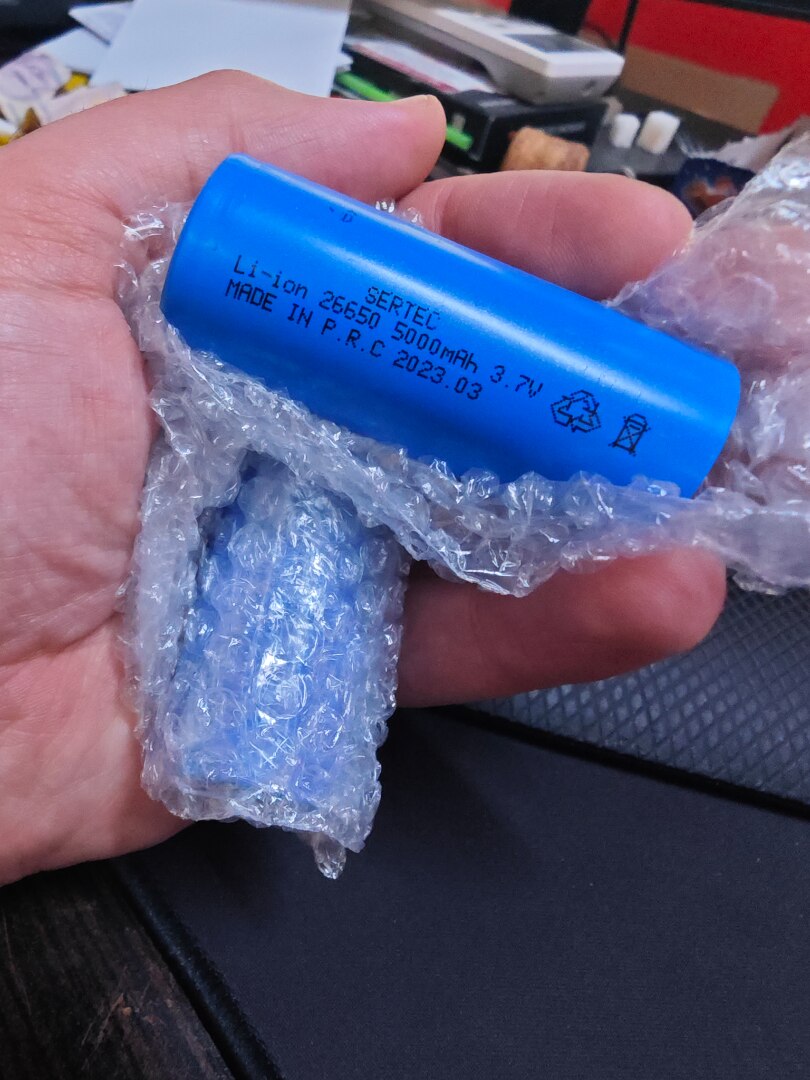 SERTEC
Li-ion 26650 5000mAh 3.7V
MADE IN P.R.C 2023.03